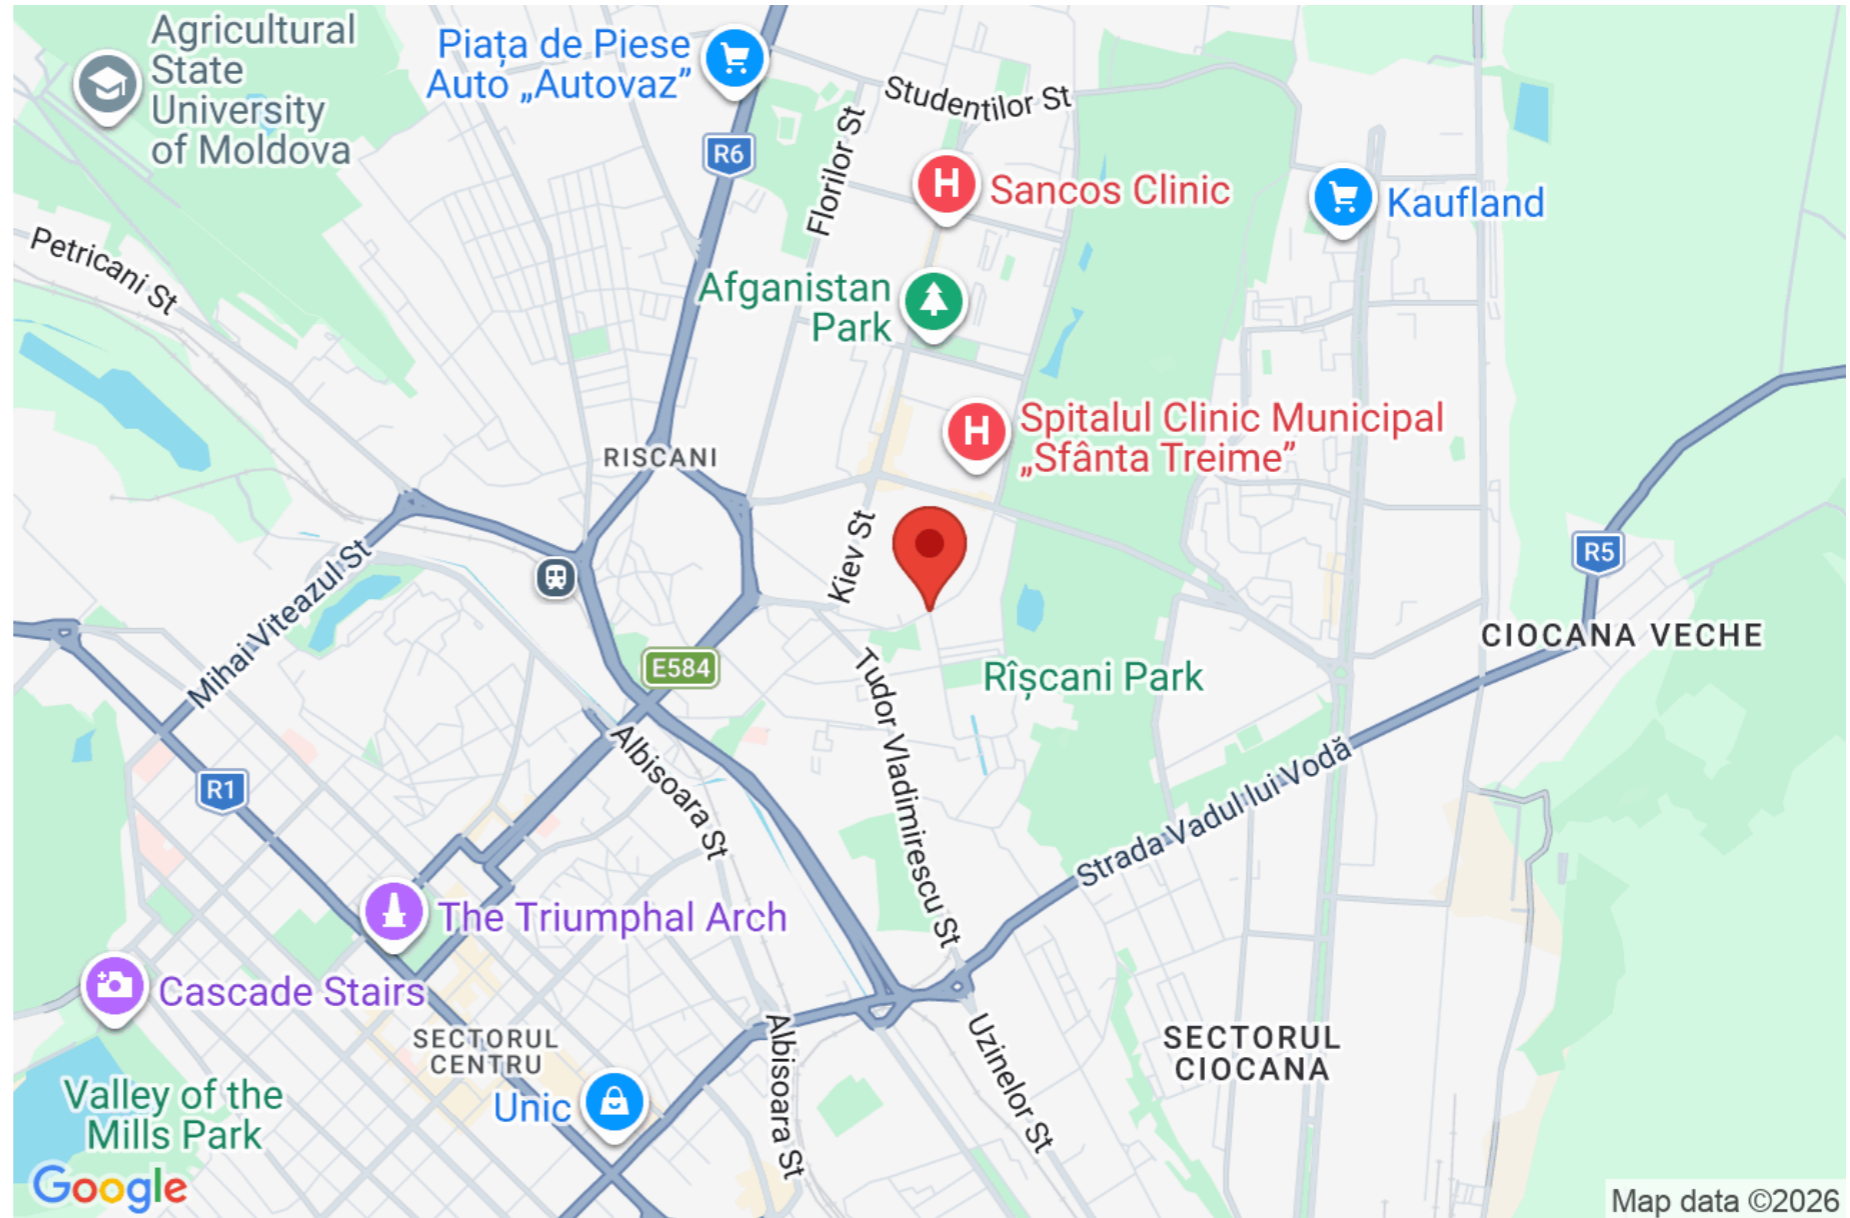 Agricultural
State
University
of Moldova
Piața de Piese
Auto „Autovaz”
R6
Studentilor St
Florilor St
H
Sancos Clinic
Kaufland
Petricani St
Afganistan
Park
H
Spitalul Clinic Municipal
„Sfânta Treime”
RISCANI
Kiev St
R5
Mihai Viteazul St
CIOCANA VECHE
E584
Rîșcani Park
Tudor Vladimirescu St
Albisoara St
R1
Strada Vadul lui Vodă
The Triumphal Arch
Cascade Stairs
SECTORUL
CENTRU
Albisoara St
Uzinelor St
SECTORUL
CIOCANA
Valley of the
Mills Park
Unic
Google
Map data ©2026